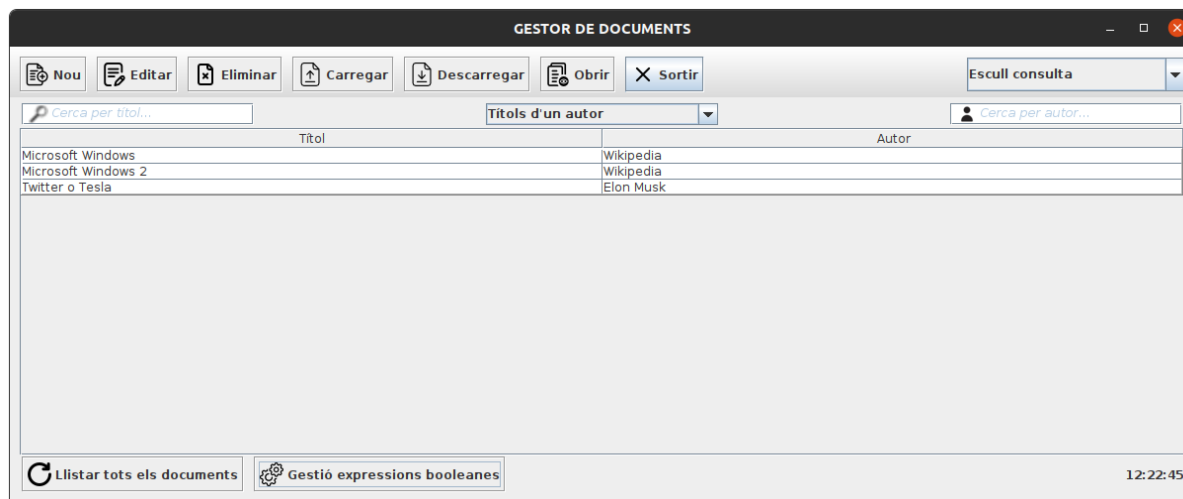 GESTOR DE DOCUMENTS
Nou Editar Eliminar Carregar Descarregar Obrir Sortir Escull consulta
Cerca per títol... Títols d'un autor Cerca per autor...
Títol Autor
Microsoft Windows Wikipedia
Microsoft Windows 2 Wikipedia
Twitter o Tesla Elon Musk
Llistar tots els documents Gestió expressions booleanes 12:22:45